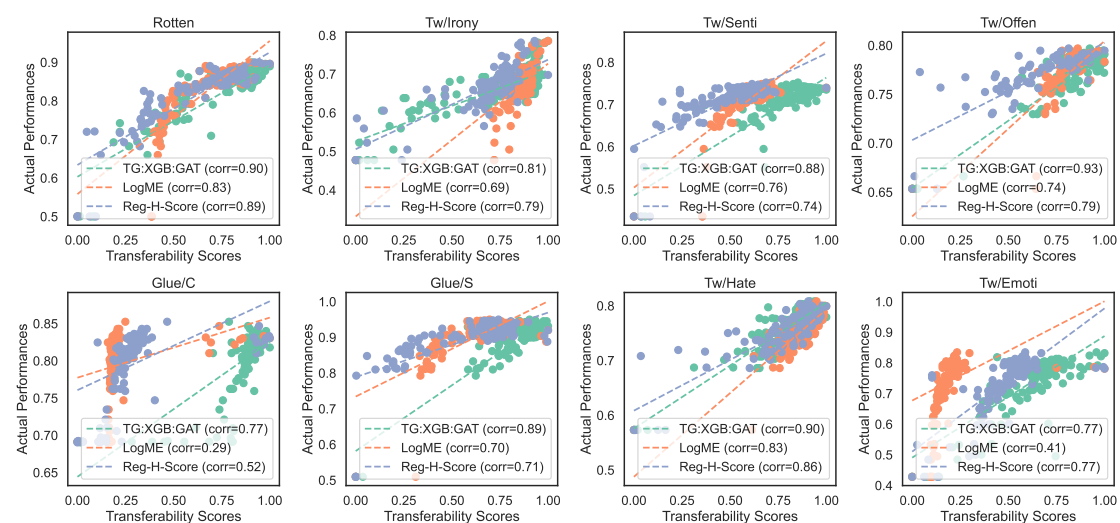 Rotten
Actual Performances
0.9
0.8
0.7
0.6
0.5
TG:XGB:GAT (corr=0.90)
LogME (corr=0.83)
Reg-H-Score (corr=0.89)
0.00 0.25 0.50 0.75 1.00
Transferability Scores
Tw/Irony
Actual Performances
0.8
0.7
0.6
0.5
0.4
TG:XGB:GAT (corr=0.81)
LogME (corr=0.69)
Reg-H-Score (corr=0.79)
0.00 0.25 0.50 0.75 1.00
Transferability Scores
Tw/Senti
Actual Performances
0.8
0.7
0.6
0.5
TG:XGB:GAT (corr=0.88)
LogME (corr=0.76)
Reg-H-Score (corr=0.74)
0.00 0.25 0.50 0.75 1.00
Transferability Scores
Tw/Offen
Actual Performances
0.80
0.75
0.70
0.65
TG:XGB:GAT (corr=0.93)
LogME (corr=0.74)
Reg-H-Score (corr=0.79)
0.00 0.25 0.50 0.75 1.00
Transferability Scores
Glue/C
Actual Performances
0.85
0.80
0.75
0.70
0.65
TG:XGB:GAT (corr=0.77)
LogME (corr=0.29)
Reg-H-Score (corr=0.52)
0.00 0.25 0.50 0.75 1.00
Transferability Scores
Glue/S
Actual Performances
1.0
0.9
0.8
0.7
0.6
0.5
TG:XGB:GAT (corr=0.89)
LogME (corr=0.70)
Reg-H-Score (corr=0.71)
0.00 0.25 0.50 0.75 1.00
Transferability Scores
Tw/Hate
Actual Performances
0.8
0.7
0.6
0.5
TG:XGB:GAT (corr=0.90)
LogME (corr=0.83)
Reg-H-Score (corr=0.86)
0.00 0.25 0.50 0.75 1.00
Transferability Scores
Tw/Emoti
Actual Performances
1.0
0.9
0.8
0.7
0.6
0.5
0.4
TG:XGB:GAT (corr=0.77)
LogME (corr=0.41)
Reg-H-Score (corr=0.77)
0.00 0.25 0.50 0.75 1.00
Transferability Scores